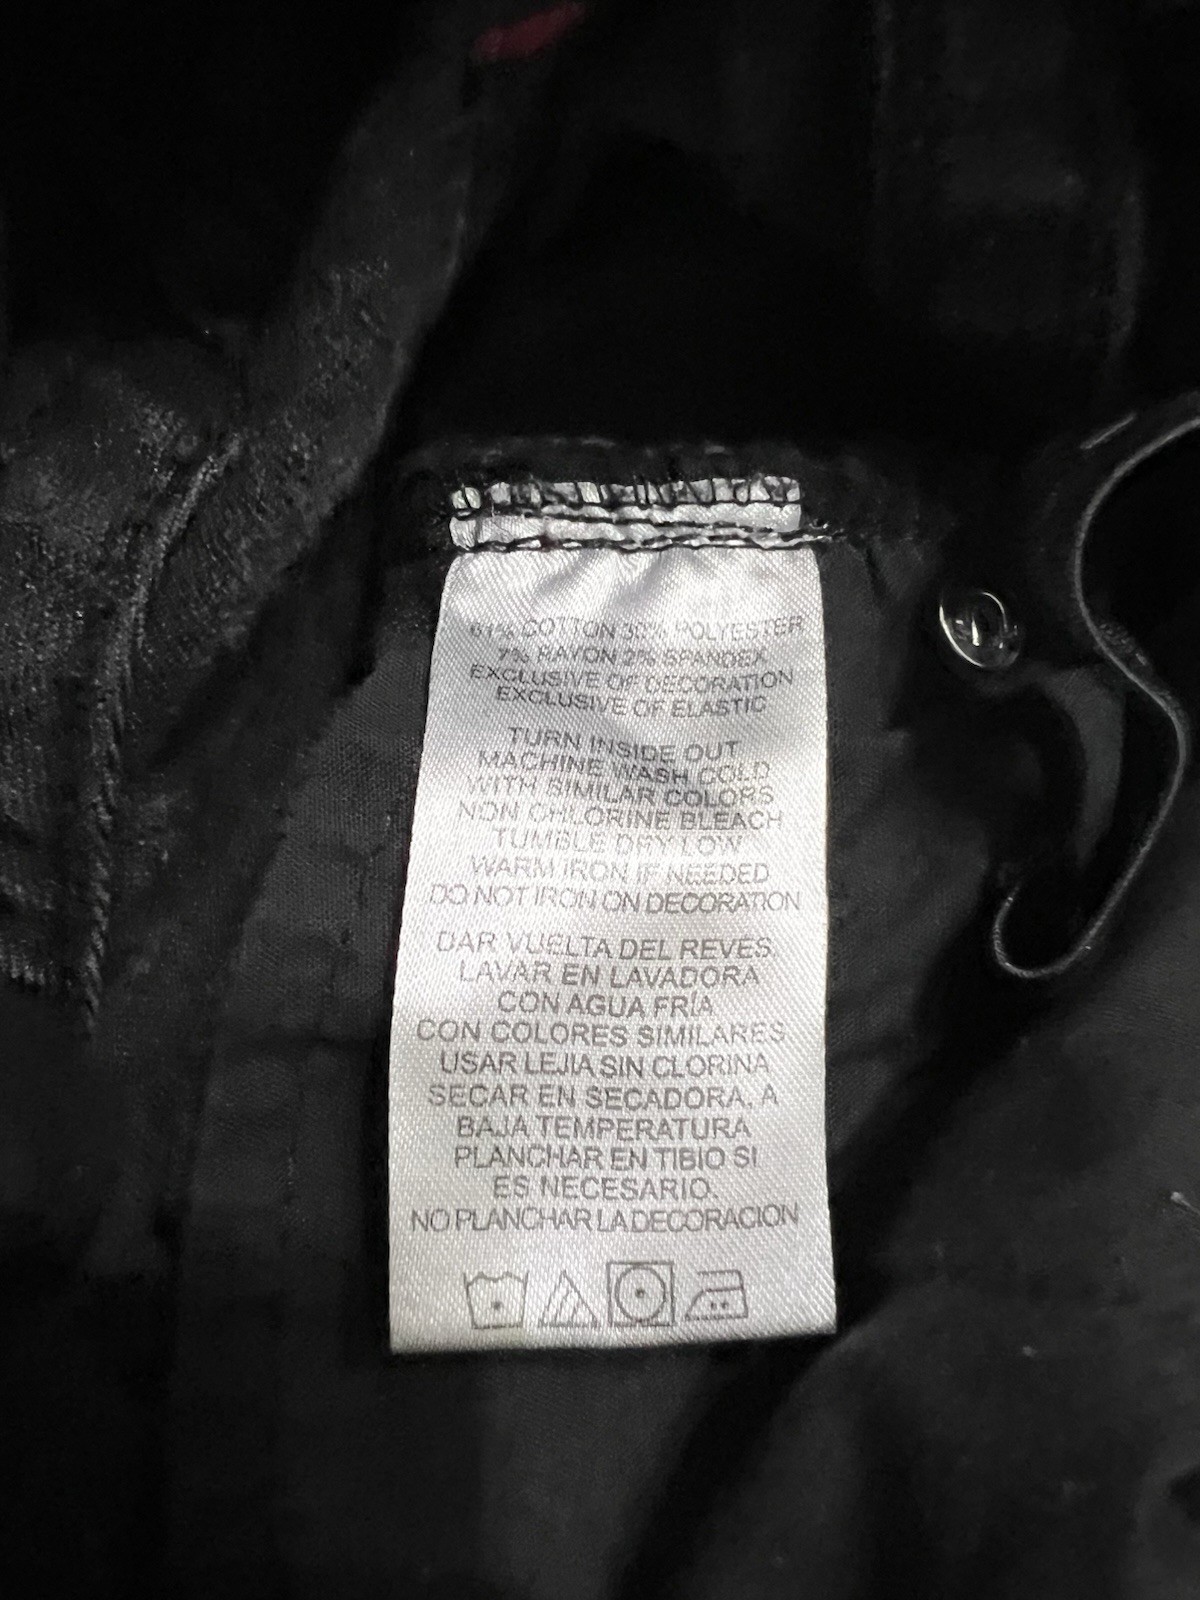 61% COTTON 30% POLYESTER
7% RAYON 2% SPANDEX
EXCLUSIVE OF DECORATION
EXCLUSIVE OF ELASTIC
TURN INSIDE OUT
MACHINE WASH COLD
WITH SIMILAR COLORS
NON CHLORINE BLEACH
TUMBLE DRY LOW
WARM IRON IF NEEDED
DO NOT IRON ON DECORATION
DAR VUELTA DEL REVES.
LAVAR EN LAVADORA
CON AGUA FRÍA
CON COLORES SIMILARES
USAR LEJIA SIN CLORINA
SECAR EN SECADORA, A
BAJA TEMPERATURA
PLANCHAR EN TIBIO SI
ES NECESARIO.
NO PLANCHAR LA DECORACION